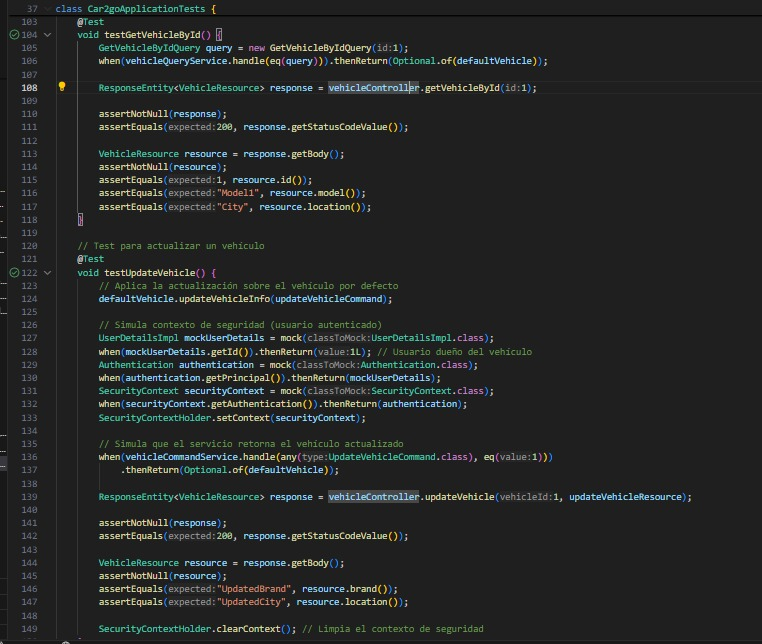 37 class Car2goApplicationTests {
103 @Test
104 void testGetVehicleById() {
105 GetVehicleByIdQuery query = new GetVehicleByIdQuery(id:1);
106 when(vehicleQueryService.handle(eq(query))).thenReturn(Optional.of(defaultVehicle));
107
108 ResponseEntity<VehicleResource> response = vehicleController.getVehicleById(id:1);
109
110 assertNotNull(response);
111 assertEquals(expected:200, response.getStatusCodeValue());
112
113 VehicleResource resource = response.getBody();
114 assertNotNull(resource);
115 assertEquals(expected:1, resource.id());
116 assertEquals(expected:"Model1", resource.model());
117 assertEquals(expected:"City", resource.location());
118 }
119
120 // Test para actualizar un vehículo
121 @Test
122 void testUpdateVehicle() {
123 // Aplica la actualización sobre el vehículo por defecto
124 defaultVehicle.updateVehicleInfo(updateVehicleCommand);
125
126 // Simula contexto de seguridad (usuario autenticado)
127 UserDetailsImpl mockUserDetails = mock(classToMock:UserDetailsImpl.class);
128 when(mockUserDetails.getId()).thenReturn(value:1L); // Usuario dueño del vehículo
129 Authentication authentication = mock(classToMock:Authentication.class);
130 when(authentication.getPrincipal()).thenReturn(mockUserDetails);
131 SecurityContext securityContext = mock(classToMock:SecurityContext.class);
132 when(securityContext.getAuthentication()).thenReturn(authentication);
133 SecurityContextHolder.setContext(securityContext);
134
135 // Simula que el servicio retorna el vehículo actualizado
136 when(vehicleCommandService.handle(any(type:UpdateVehicleCommand.class), eq(value:1)))
137 .thenReturn(Optional.of(defaultVehicle));
138
139 ResponseEntity<VehicleResource> response = vehicleController.updateVehicle(vehicleId:1, updateVehicleResource);
140
141 assertNotNull(response);
142 assertEquals(expected:200, response.getStatusCodeValue());
143
144 VehicleResource resource = response.getBody();
145 assertNotNull(resource);
146 assertEquals(expected:"UpdatedBrand", resource.brand());
147 assertEquals(expected:"UpdatedCity", resource.location());
148
149 SecurityContextHolder.clearContext(); // Limpia el contexto de seguridad